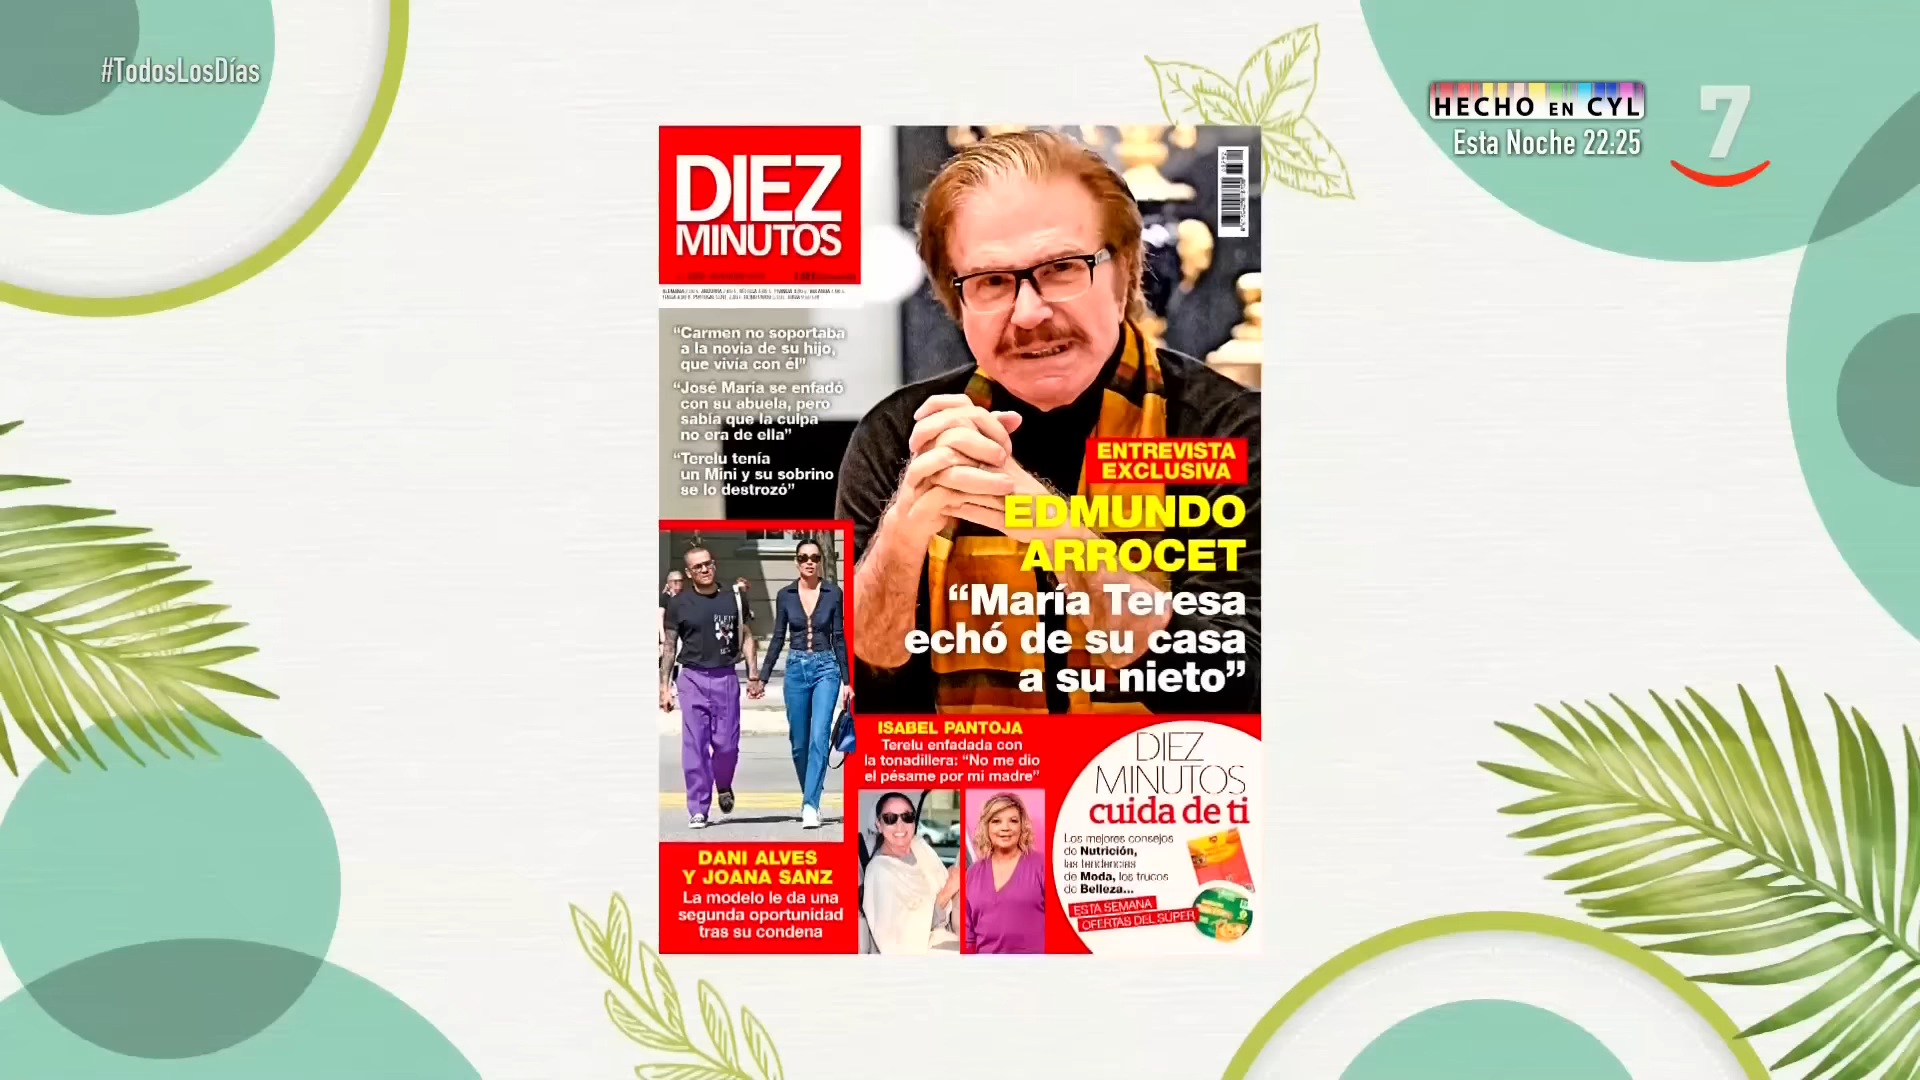 #TodosLosDías
HECHO EN CYL
Esta Noche 22:25
7
DIEZ
MINUTOS
“Carmen no soportaba
a la novia de su hijo,
que vivía con él”
“José María se enfadó
con su abuela, pero
sabía que la culpa
no era de ella”
“Terelu tenía
un Mini y su sobrino
se lo destrozó”
ENTREVISTA
EXCLUSIVA
EDMUNDO
ARROCET
“María Teresa
echó de su casa
a su nieto”
DANI ALVES
Y JOANA SANZ
La modelo le da una
segunda oportunidad
tras su condena
ISABEL PANTOJA
Terelu enfadada con
la tonadillera: “No me dio
el pésame por mi madre”
DIEZ
MINUTOS
cuida de ti
Los mejores consejos
de Nutrición,
las tendencias
de Moda, los trucos
de Belleza...
ESTA SEMANA
OFERTAS DEL SÚPER